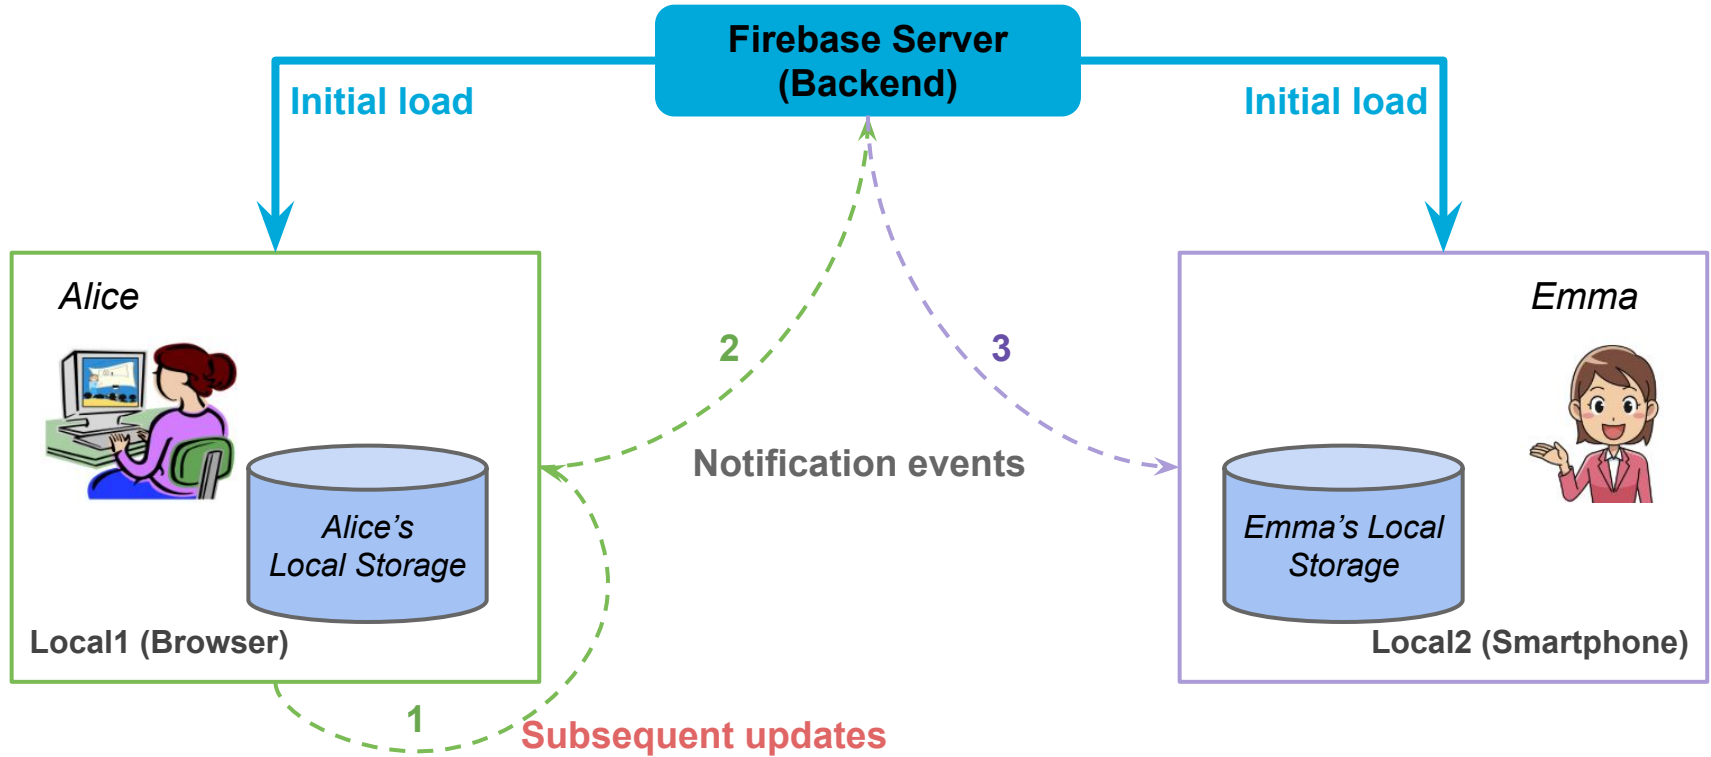 Firebase Server
(Backend)
Initial load
Initial load
Alice
Emma
2
3
Notification events
Alice’s
Local Storage
Emma’s Local
Storage
Local1 (Browser)
Local2 (Smartphone)
1
Subsequent updates